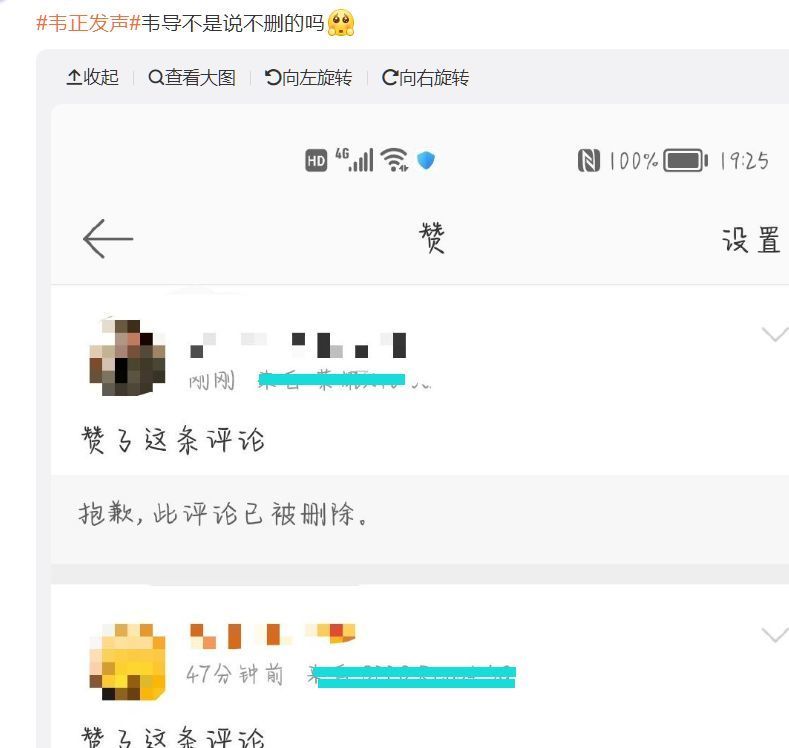 #韦正发声#韦导不是说不删的吗
收起 查看大图 向左旋转 向右旋转
HD 4G 100% 19:25
赞 设置
刚刚
赞了这条评论
抱歉,此评论已被删除。
47分钟前
赞了这条评论